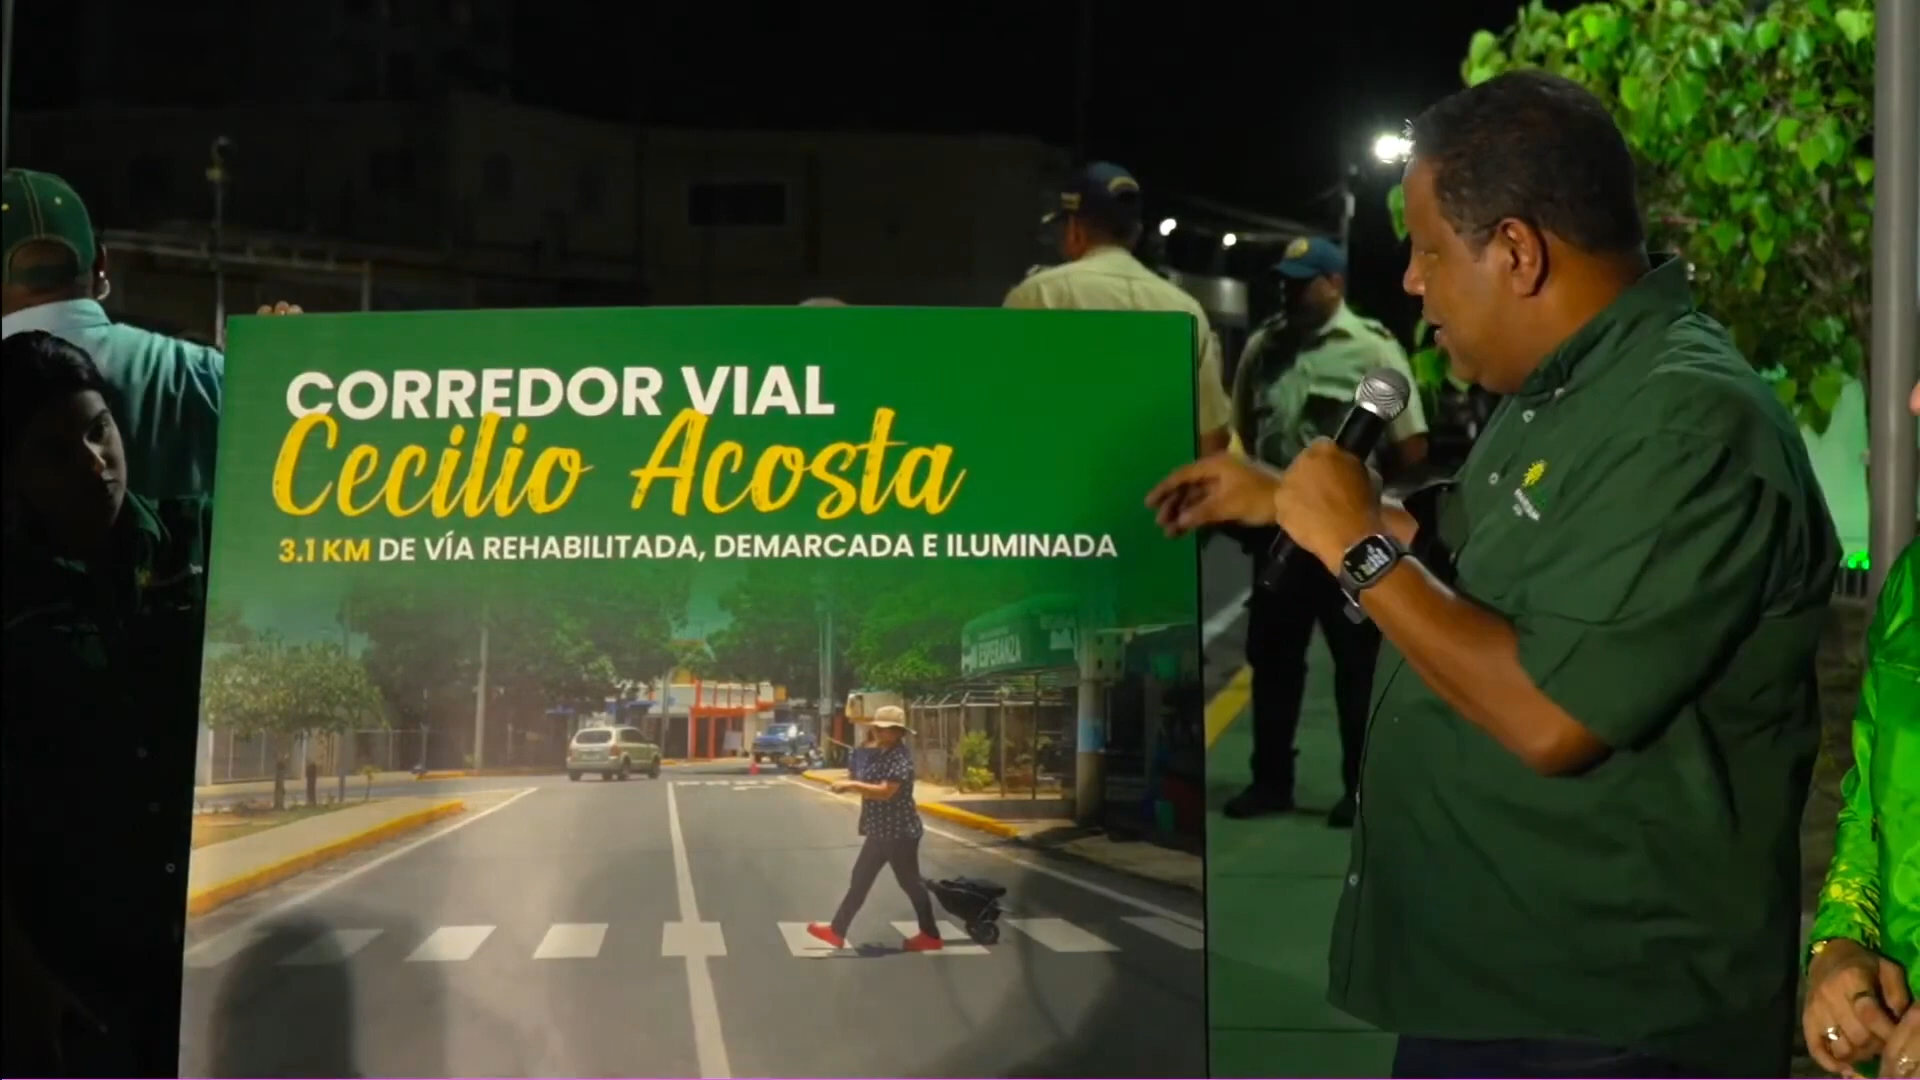 CORREDOR VIAL
Cecilio Acosta
3.1 KM DE VÍA REHABILITADA, DEMARCADA E ILUMINADA
ESPERANZA